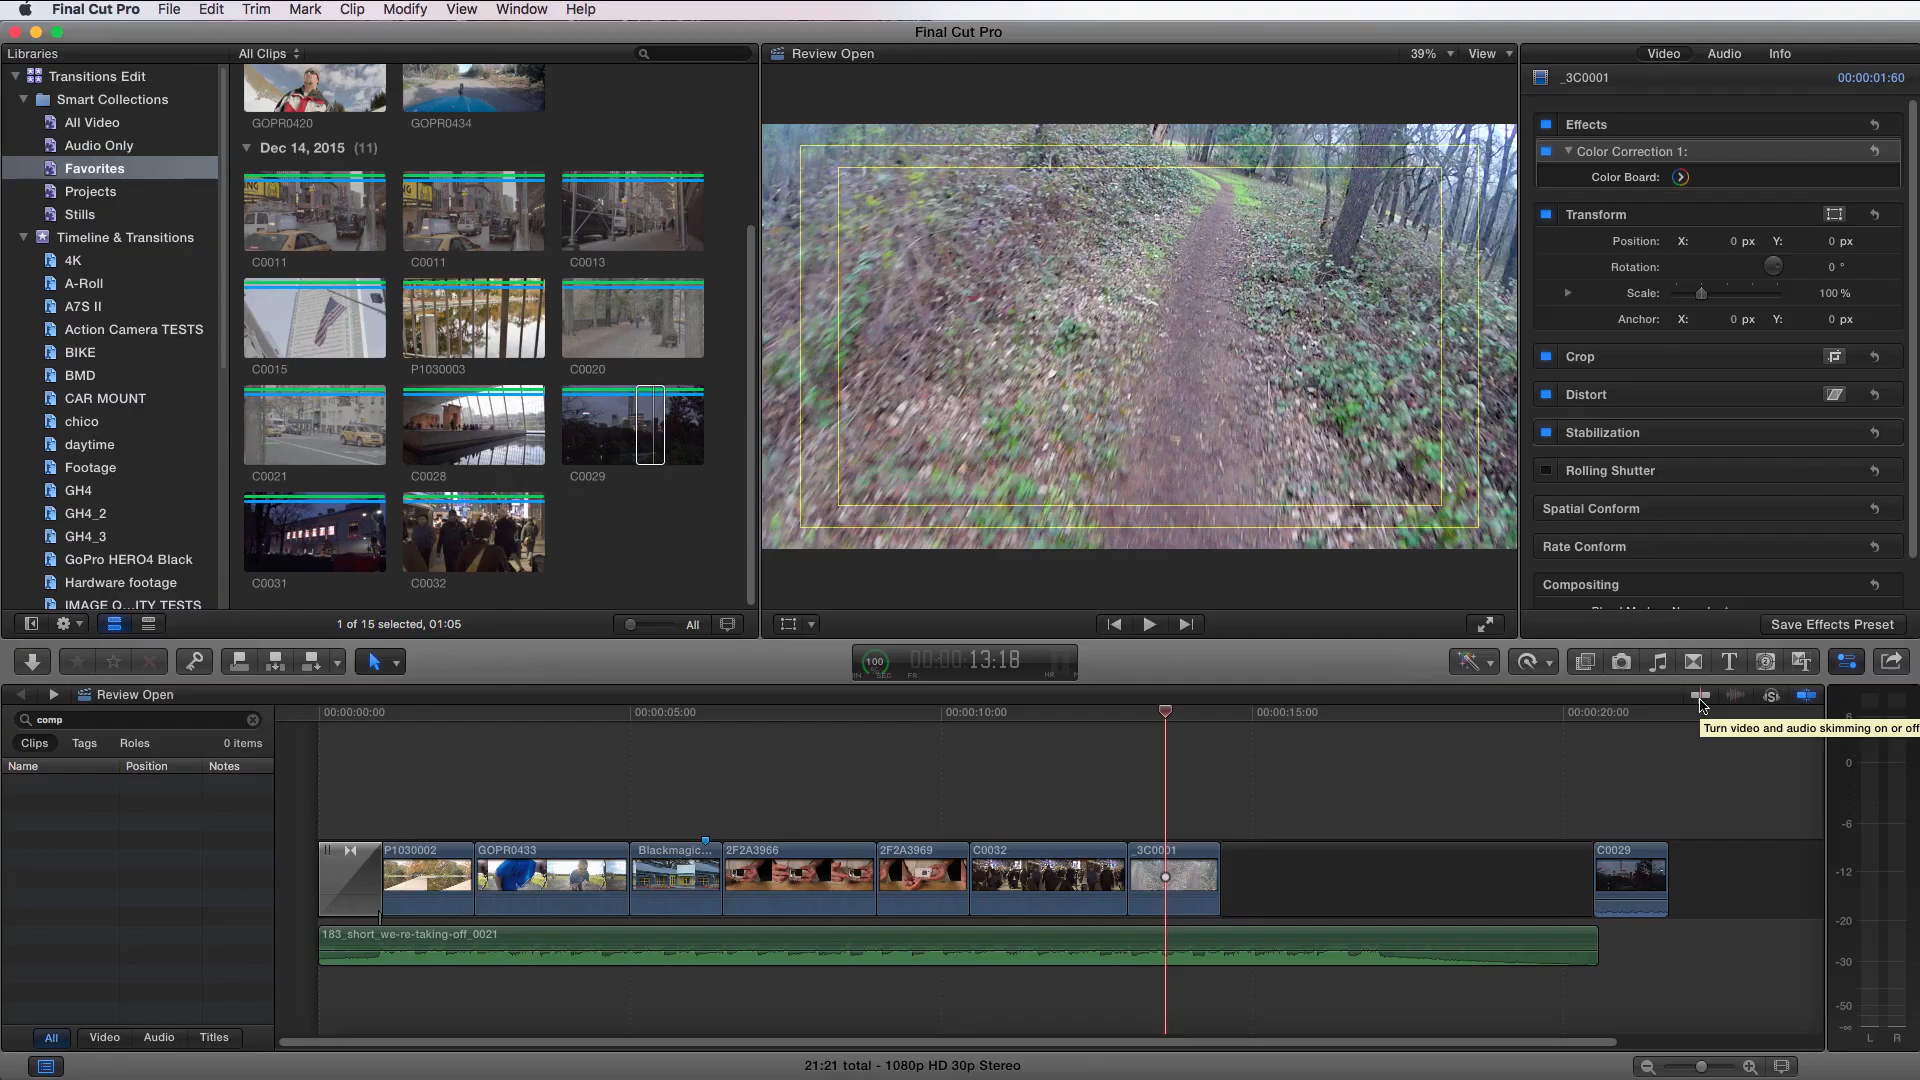 Final Cut Pro File Edit Trim Mark Clip Modify View Window Help
Final Cut Pro
Libraries
All Clips
Review Open
39% View
Video Audio Info
Transitions Edit
Smart Collections
All Video
Audio Only
Favorites
Projects
Stills
Timeline & Transitions
4K
A-Roll
A7S II
Action Camera TESTS
BIKE
BMD
CAR MOUNT
chico
daytime
Footage
GH4
GH4_2
GH4_3
GoPro HERO4 Black
Hardware footage
IMAGE Q...ITY TESTS
GOPR0420 GOPR0434
Dec 14, 2015 (11)
C0011 C0011 C0013
C0015 P1030003 C0020
C0021 C0028 C0029
C0031 C0032
1 of 15 selected, 01:05
All
_3C0001 00:00:01:60
Effects
Color Correction 1:
Color Board:
Transform
Position: X: 0 px Y: 0 px
Rotation: 0 °
Scale: 100 %
Anchor: X: 0 px Y: 0 px
Crop
Distort
Stabilization
Rolling Shutter
Spatial Conform
Rate Conform
Compositing
Save Effects Preset
100 00:00:13:18
Review Open
comp
Clips Tags Roles 0 items
Name Position Notes
All Video Audio Titles
00:00:00:00 00:00:05:00 00:00:10:00 00:00:15:00 00:00:20:00
Turn video and audio skimming on or off
P1030002 GOPR0433 Blackmagic... 2F2A3966 2F2A3969 C0032 _3C0001 C0029
183_short_we-re-taking-off_0021
6
0
-6
-12
-20
-30
-50
-∞
L R
21:21 total - 1080p HD 30p Stereo